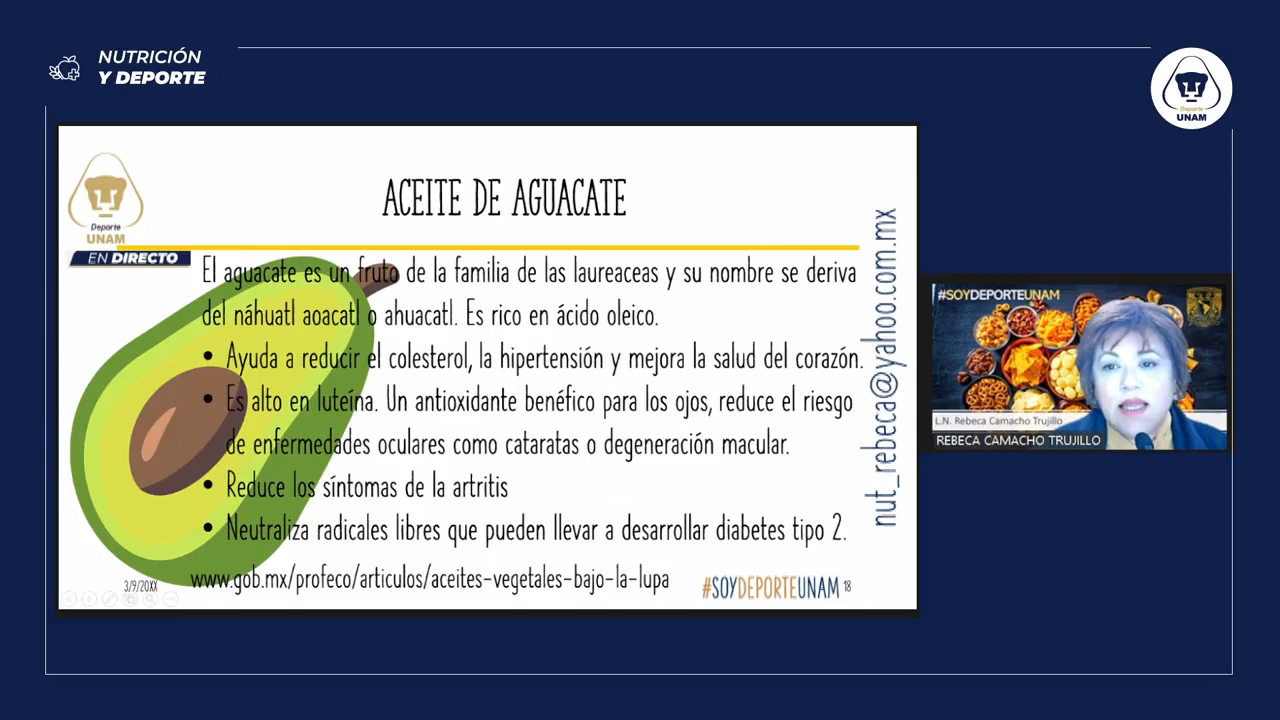 NUTRICIÓN
Y DEPORTE
Deporte
UNAM
Deporte
UNAM
EN DIRECTO
ACEITE DE AGUACATE
El aguacate es un fruto de la familia de las laureaceas y su nombre se deriva
del náhuatl aoacatl o ahuacatl. Es rico en ácido oleico.
• Ayuda a reducir el colesterol, la hipertensión y mejora la salud del corazón.
• Es alto en luteína. Un antioxidante benéfico para los ojos, reduce el riesgo
de enfermedades oculares como cataratas o degeneración macular.
• Reduce los síntomas de la artritis
• Neutraliza radicales libres que pueden llevar a desarrollar diabetes tipo 2.
3/9/20XX
www.gob.mx/profeco/articulos/aceites-vegetales-bajo-la-lupa
#SOYDEPORTEUNAM
18
nut_rebeca@yahoo.com.mx
#SOYDEPORTEUNAM
L.N. Rebeca Camacho Trujillo
REBECA CAMACHO TRUJILLO